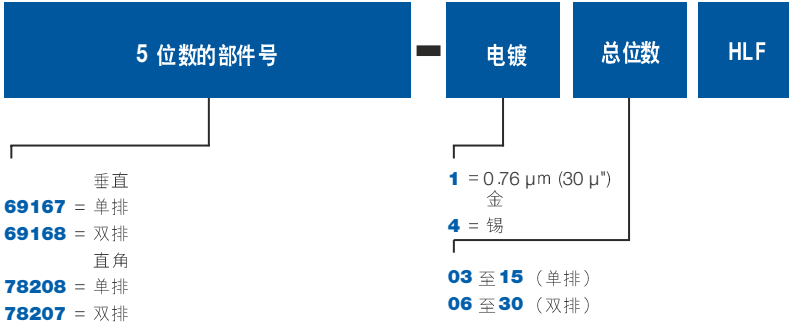 5 位数的部件号 - 电镀 总位数 HLF
垂直
69167 = 单排
69168 = 双排
直角
78208 = 单排
78207 = 双排
1 = 0.76 μm (30 μ")
金
4 = 锡
03 至 15（单排）
06 至 30（双排）